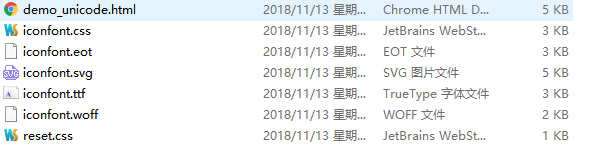 demo_unicode.html 2018/11/13 星期... Chrome HTML D... 5 KB
iconfont.css 2018/11/13 星期... JetBrains WebSt... 3 KB
iconfont.eot 2018/11/13 星期... EOT 文件 3 KB
SVG iconfont.svg 2018/11/13 星期... SVG 图片文件 5 KB
iconfont.ttf 2018/11/13 星期... TrueType 字体文件 3 KB
iconfont.woff 2018/11/13 星期... WOFF 文件 2 KB
reset.css 2018/11/13 星期... JetBrains WebSt... 1 KB